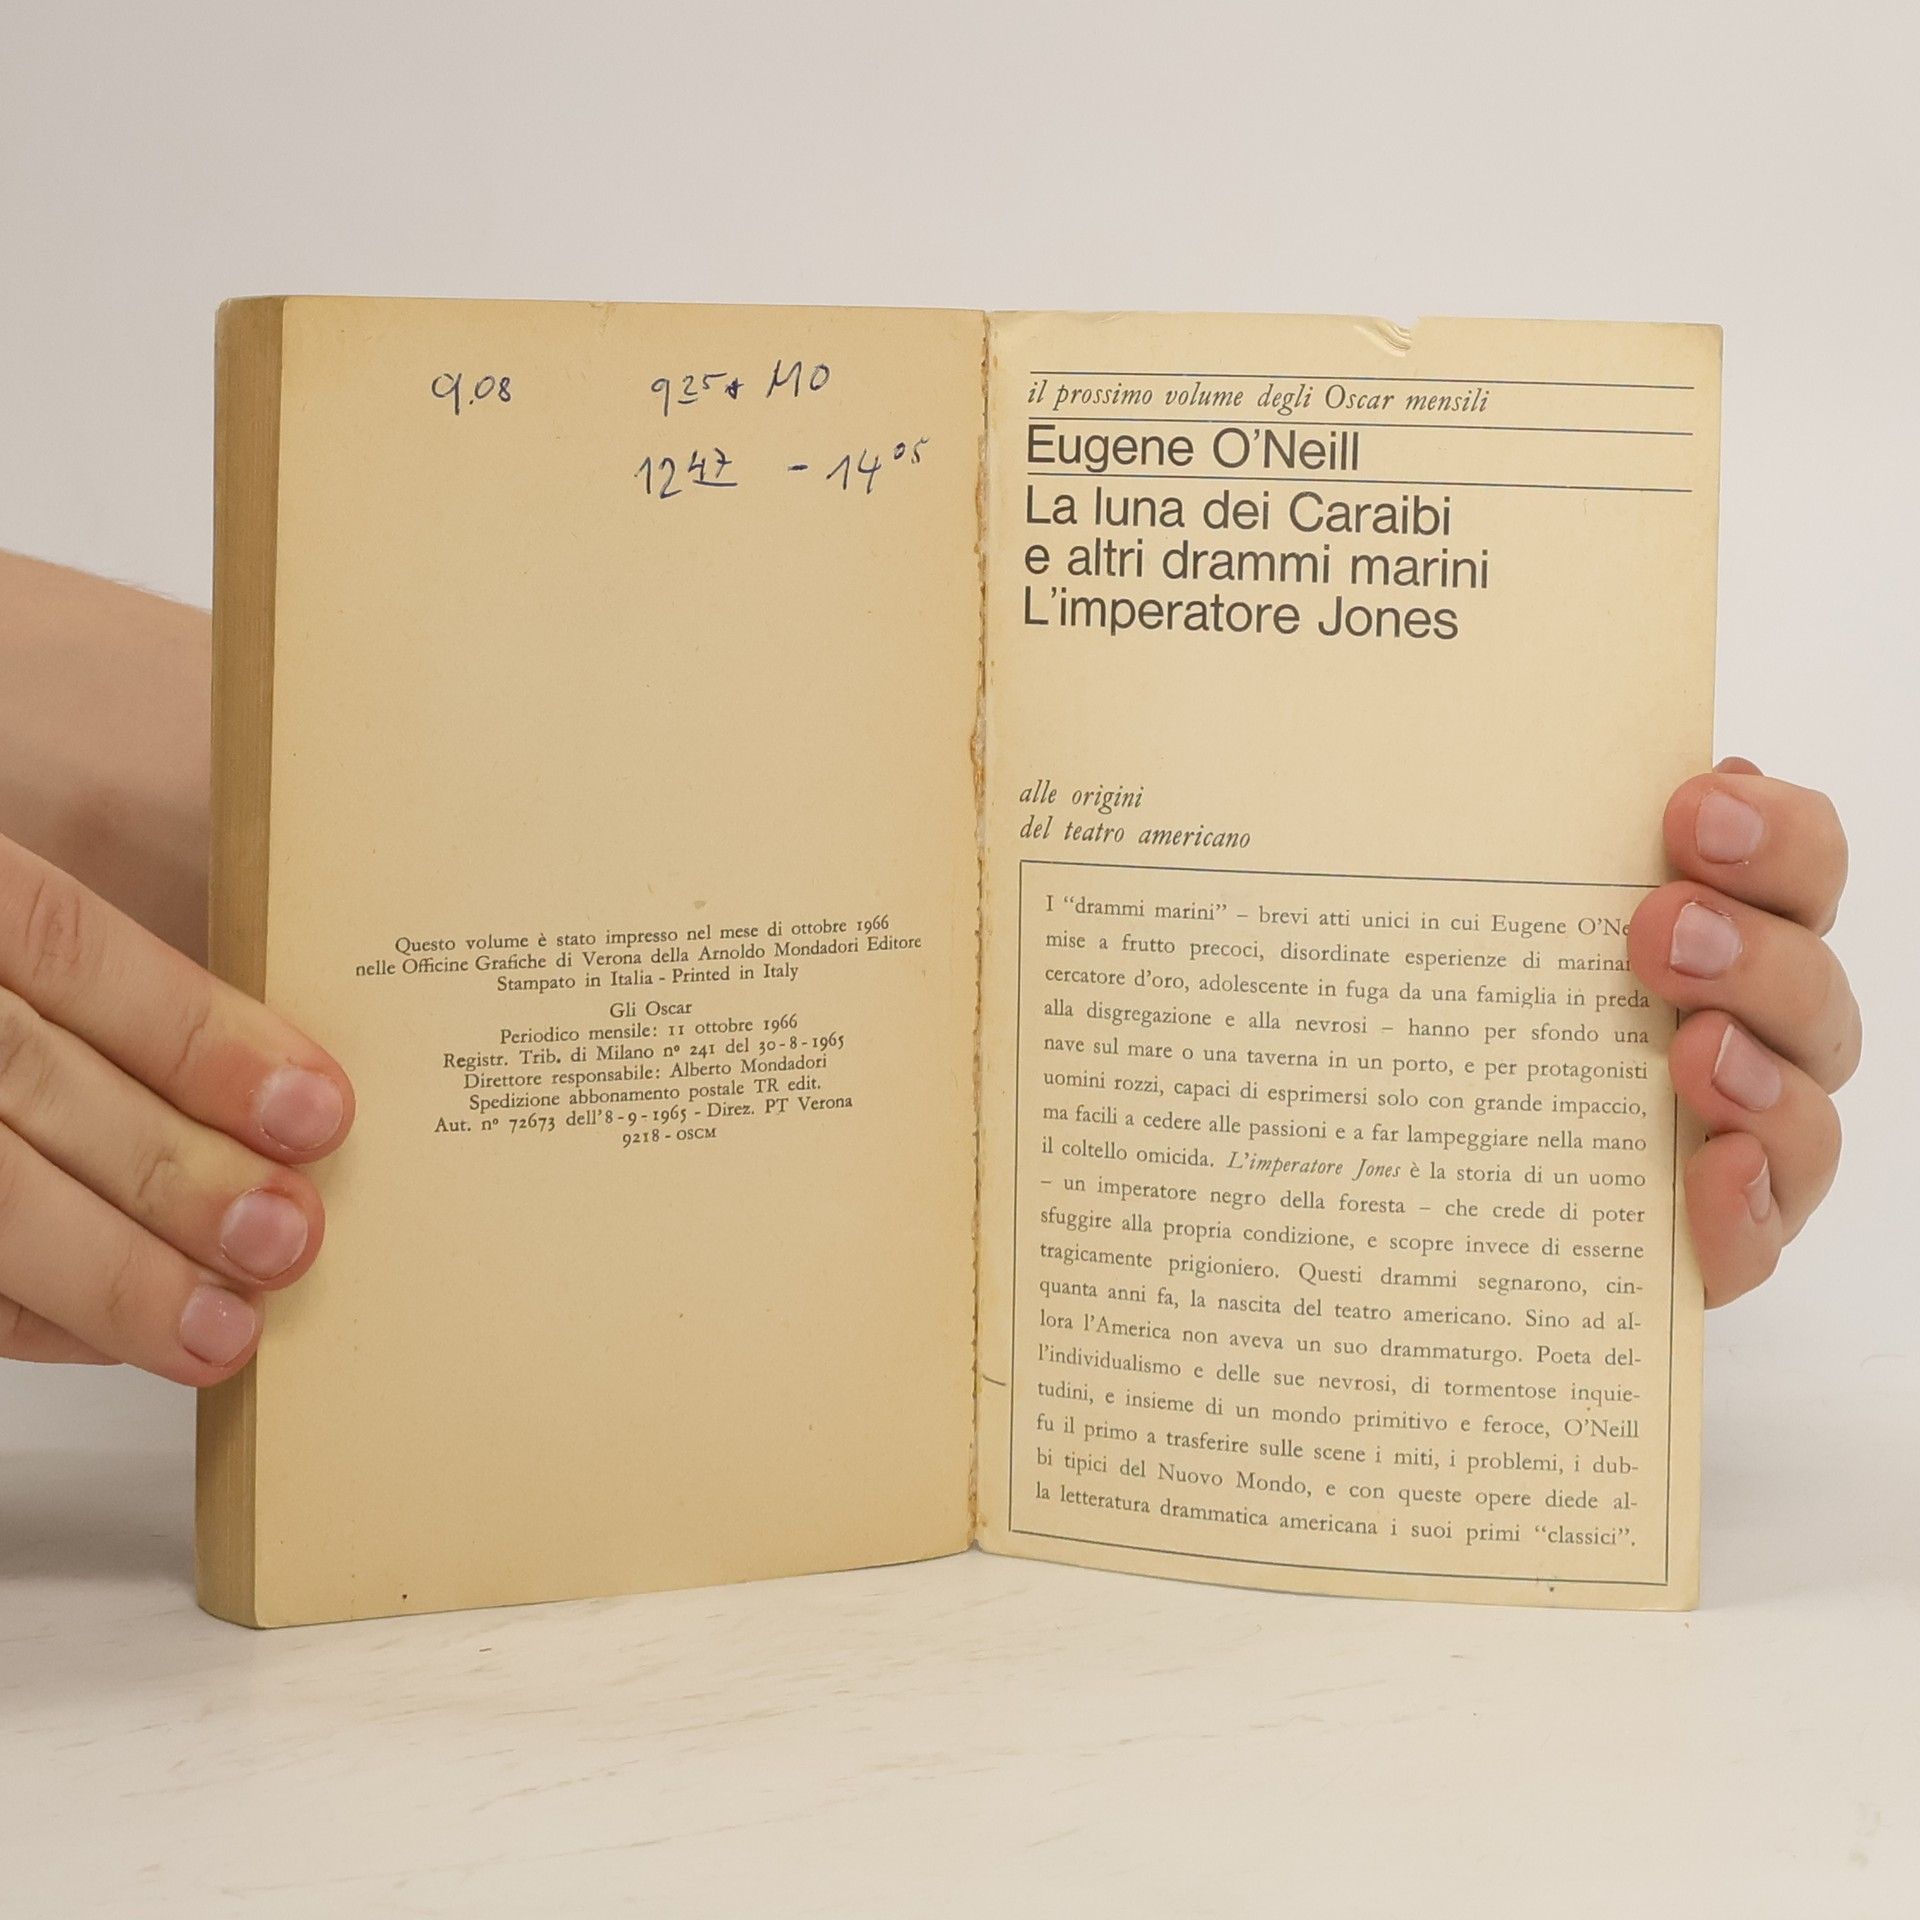 9.08 9 25 MO
12 47 - 14 05
Questo volume è stato impresso nel mese di ottobre 1966
nelle Officine Grafiche di Verona della Arnoldo Mondadori Editore
Stampato in Italia - Printed in Italy
Gli Oscar
Periodico mensile: 11 ottobre 1966
Registr. Trib. di Milano nº 241 del 30-8-1965
Direttore responsabile: Alberto Mondadori
Spedizione abbonamento postale TR edit.
Aut. nº 72673 dell'8-9-1965 - Direz. PT Verona
9218 - OSCM
il prossimo volume degli Oscar mensili
Eugene O'Neill
La luna dei Caraibi
e altri drammi marini
L'imperatore Jones
alle origini
del teatro americano
I “drammi marini” – brevi atti unici in cui Eugene
mise a frutto precoci, disordinate esperienze di
cercatore d'oro, adolescente in fuga da una famiglia in preda
alla disgregazione e alla nevrosi – hanno per sfondo una
nave sul mare o una taverna in un porto, e per protagonisti
uomini rozzi, capaci di esprimersi solo con grande impaccio,
ma facili a cedere alle passioni e a far lampeggiare nella mano
il coltello omicida. L'imperatore Jones è la storia di un uomo
– un imperatore negro della foresta – che crede di poter
sfuggire alla propria condizione, e scopre invece di esserne
tragicamente prigioniero. Questi drammi segnarono, cin-
quanta anni fa, la nascita del teatro americano. Sino ad al-
lora l'America non aveva un suo drammaturgo. Poeta del-
l'individualismo e delle sue nevrosi, di tormentose inquie-
tudini, e insieme di un mondo primitivo e feroce, O'Neill
fu il primo a trasferire sulle scene i miti, i problemi, i dub-
bi tipici del Nuovo Mondo, e con queste opere diede al-
la letteratura drammatica americana i suoi primi “classici”.